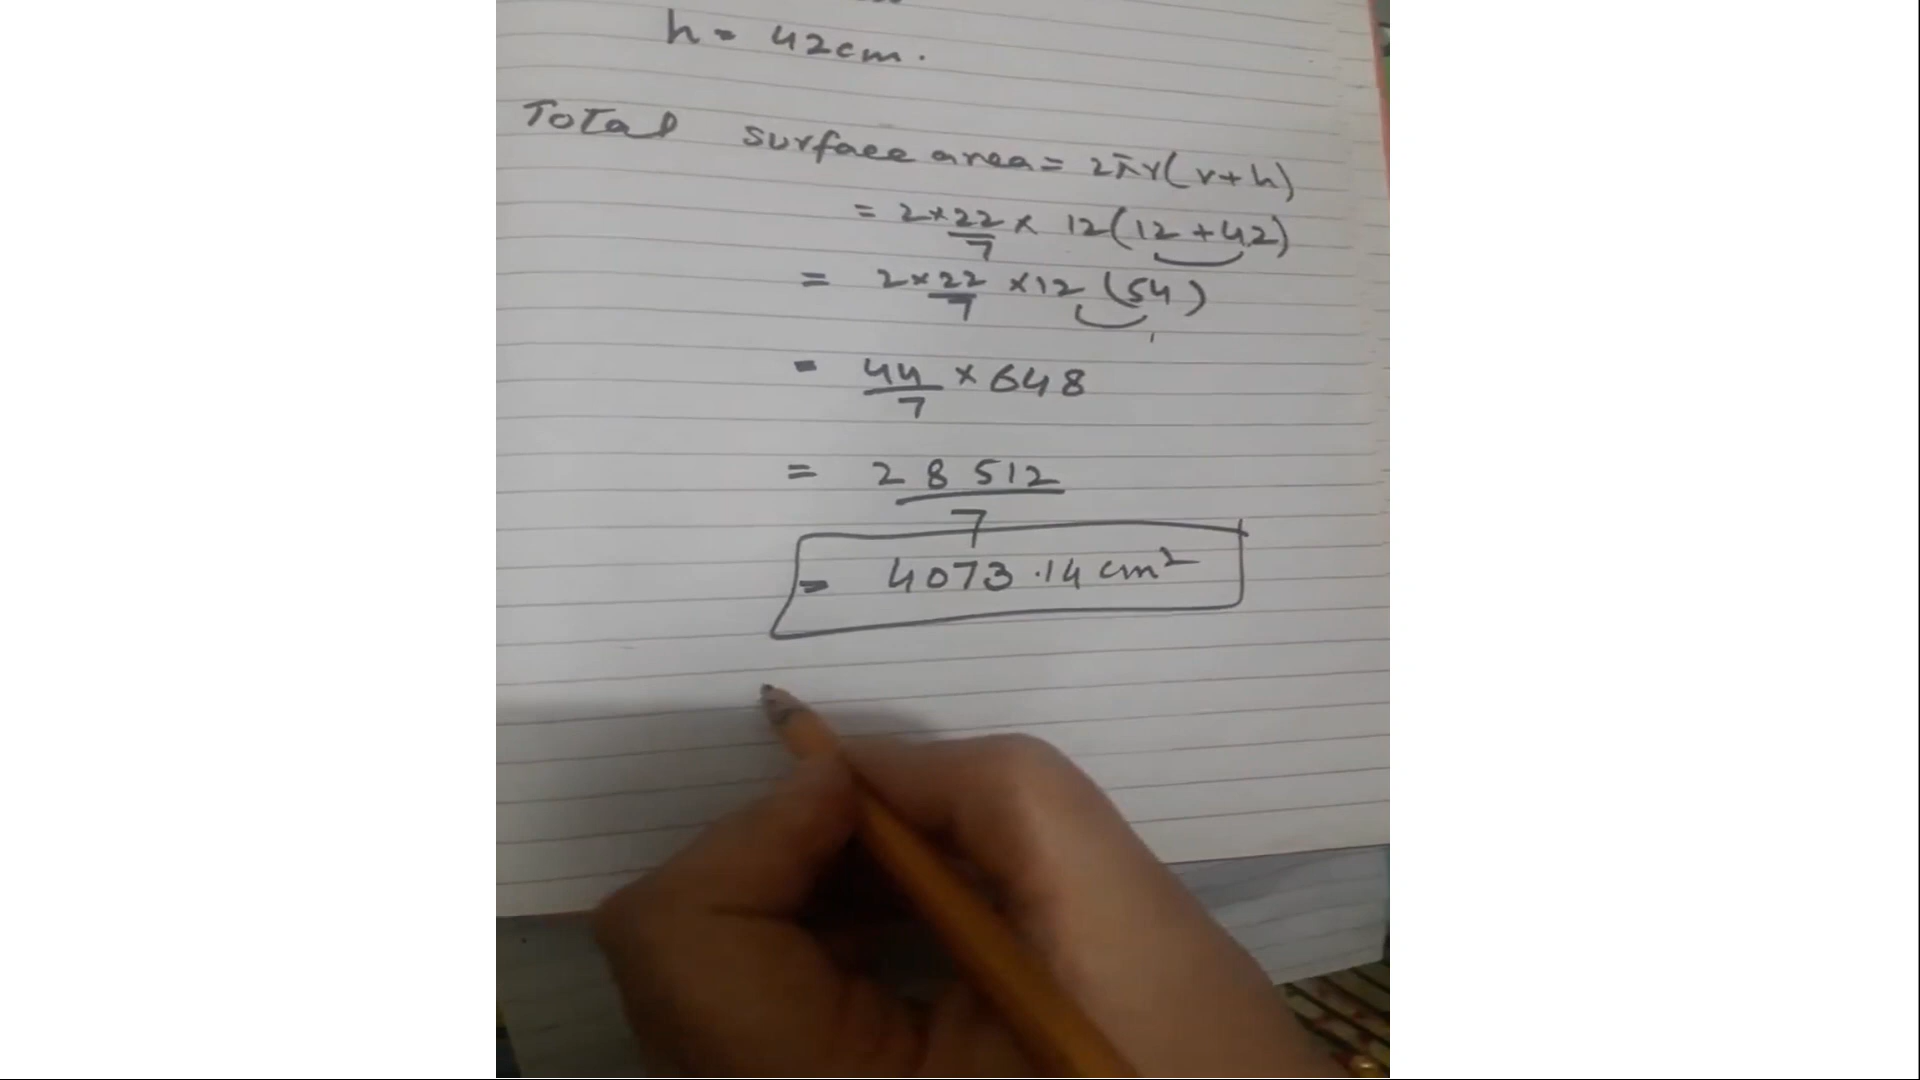 h = 42cm.
Total surface area = 2πr(r+h)
= 2×22/7 × 12(12+42)
= 2×22/7 ×12 (54)
= 44/7 ×648
= 28512/7
= 4073.14 cm²